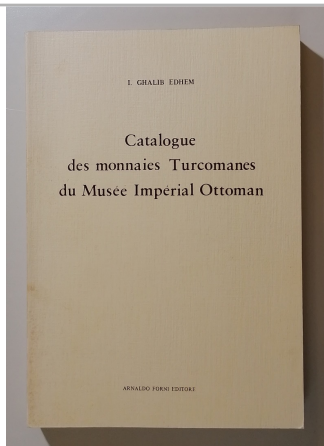 I. GHALIB EDHEM
Catalogue
des monnaies Turcomanes
du Musée Impérial Ottoman
ARNALDO FORNI EDITORE